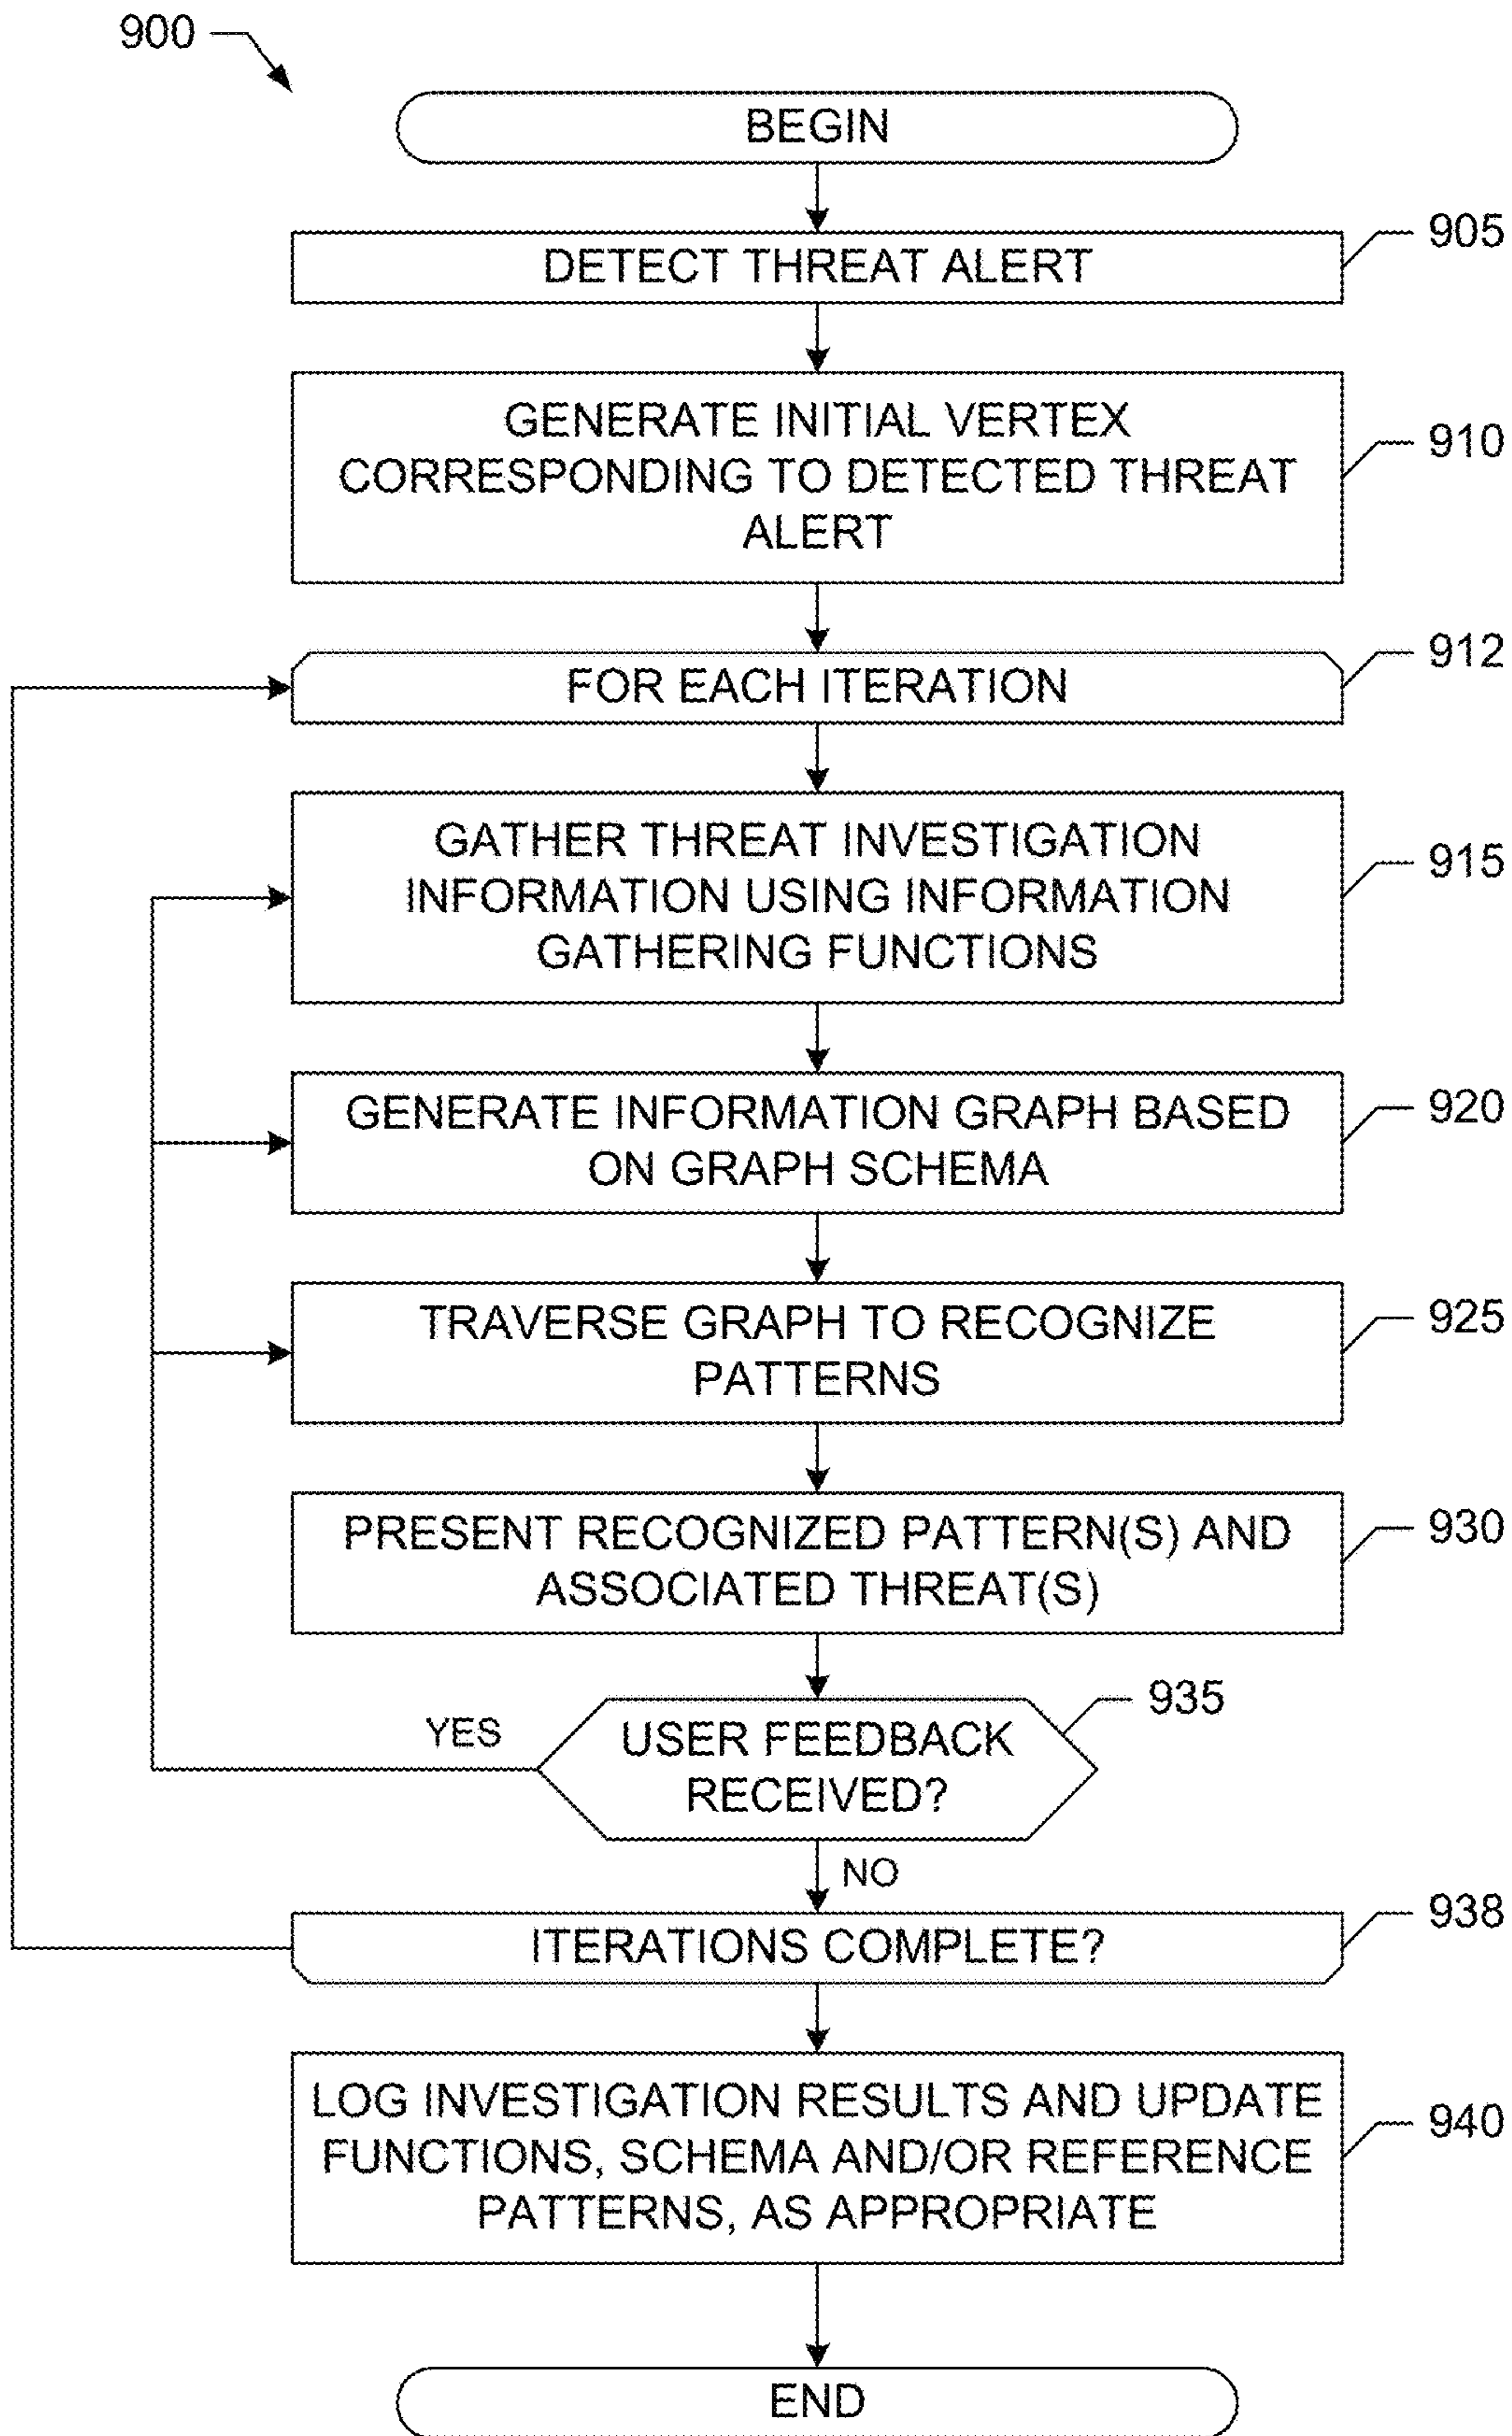 900
BEGIN
DETECT THREAT ALERT
905
GENERATE INITIAL VERTEX
CORRESPONDING TO DETECTED THREAT
ALERT
910
FOR EACH ITERATION
912
GATHER THREAT INVESTIGATION
INFORMATION USING INFORMATION
GATHERING FUNCTIONS
915
GENERATE INFORMATION GRAPH BASED
ON GRAPH SCHEMA
920
TRAVERSE GRAPH TO RECOGNIZE
PATTERNS
925
PRESENT RECOGNIZED PATTERN(S) AND
ASSOCIATED THREAT(S)
930
USER FEEDBACK
RECEIVED?
935
YES
NO
ITERATIONS COMPLETE?
938
LOG INVESTIGATION RESULTS AND UPDATE
FUNCTIONS, SCHEMA AND/OR REFERENCE
PATTERNS, AS APPROPRIATE
940
END